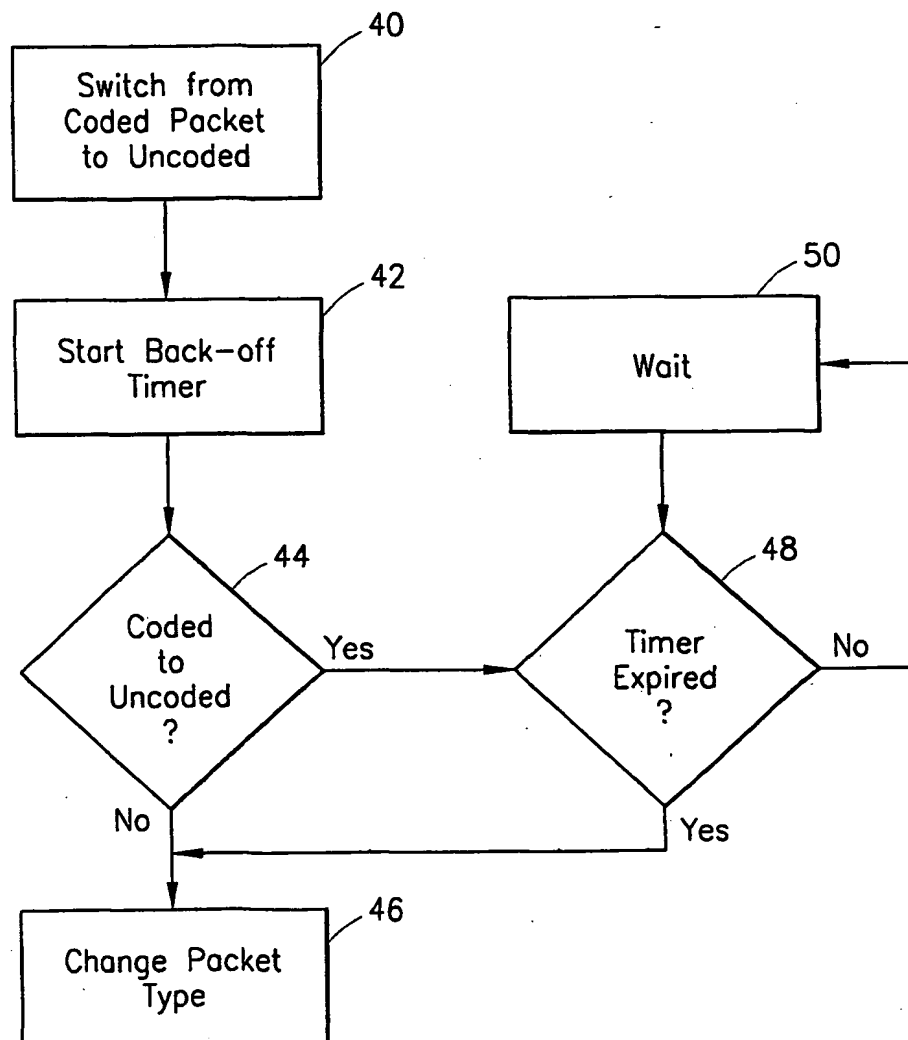 40
Switch from
Coded Packet
to Uncoded
42
Start Back-off
Timer
50
Wait
44
Coded
to
Uncoded
?
Yes
No
48
Timer
Expired
?
No
Yes
46
Change Packet
Type